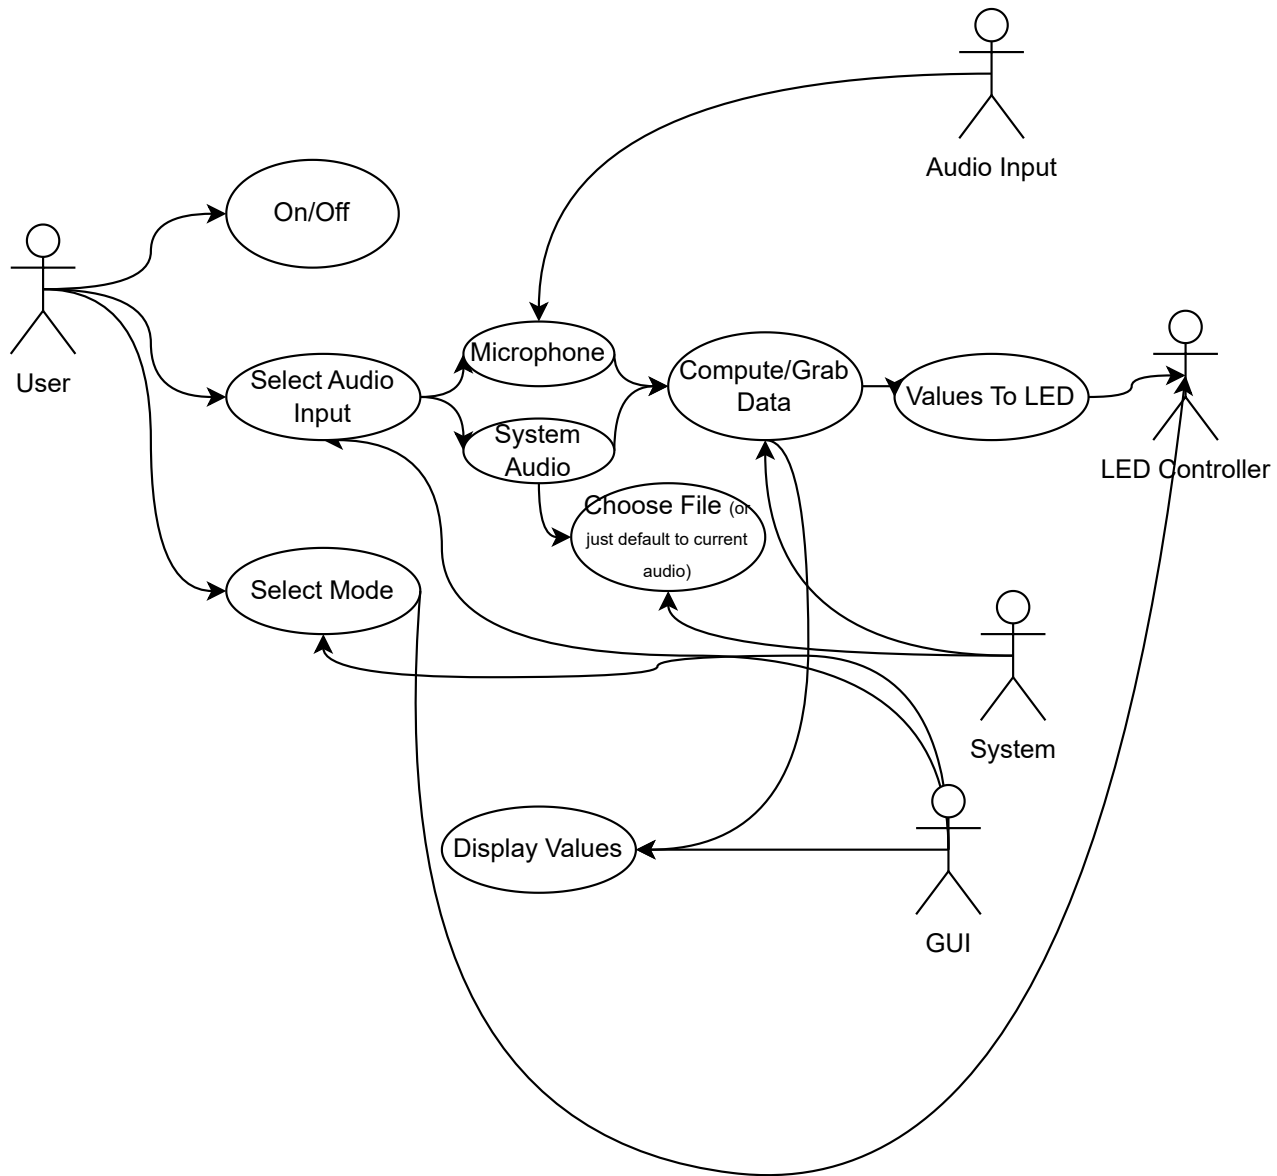 Audio Input
On/Off
User
Select Audio
Input
Microphone
System
Audio
Compute/Grab
Data
Values To LED
LED Controller
Choose File (or
just default to current
audio)
Select Mode
System
Display Values
GUI